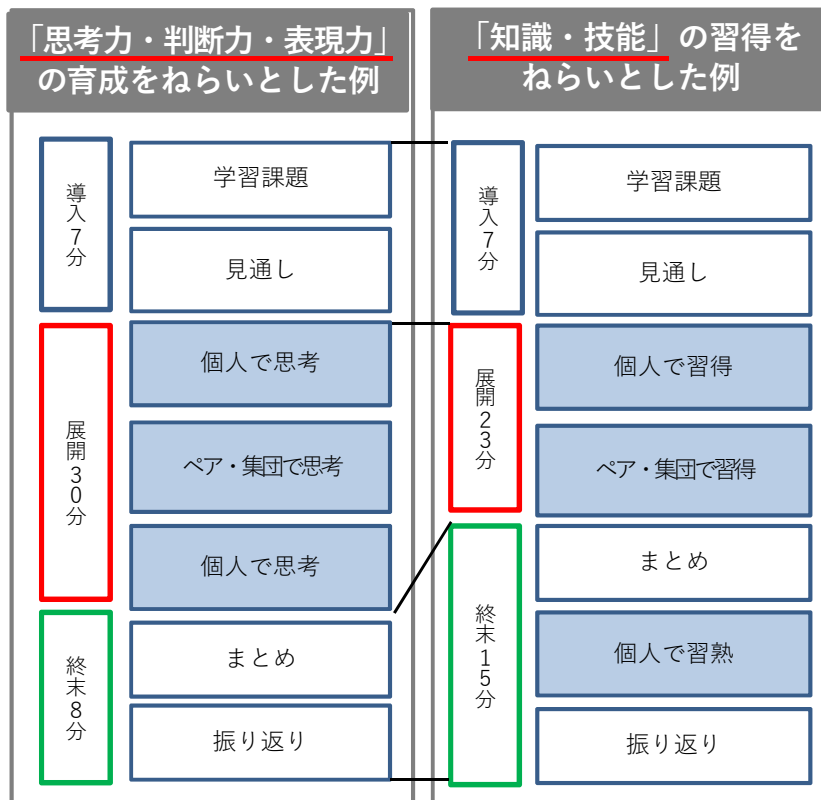 「思考力・判断力・表現力」
の育成をねらいとした例
導入7分
学習課題
見通し
展開30分
個人で思考
ペア・集団で思考
個人で思考
終末8分
まとめ
振り返り
「知識・技能」の習得を
ねらいとした例
導入7分
学習課題
見通し
展開23分
個人で習得
ペア・集団で習得
終末15分
まとめ
個人で習熟
振り返り